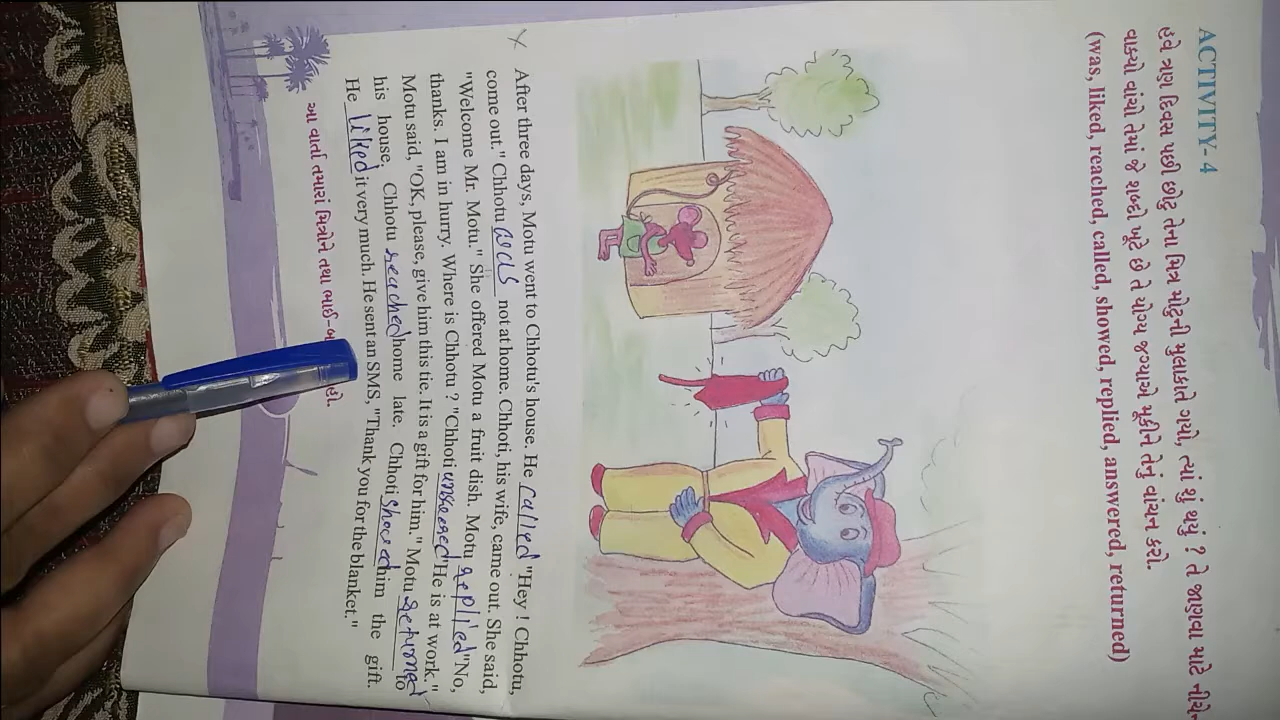 ACTIVITY- 4
હવે ત્રણ દિવસ પછી છોટુ તેના મિત્ર મોટુની મુલાકાતે ગયો, ત્યાં શું થયું ? તે જાણવા માટે નીચેના
વાક્યો વાંચો તેમાં જે શબ્દો ખૂટે છે તે યોગ્ય જગ્યાએ મૂકીને તેનું વાંચન કરો.
(was, liked, reached, called, showed, replied, answered, returned)
After three days, Motu went to Chhotu's house. He called "Hey ! Chhotu,
come out." Chhotu was not at home. Chhoti, his wife, came out. She said,
"Welcome Mr. Motu." She offered Motu a fruit dish. Motu replied "No,
thanks. I am in hurry. Where is Chhotu ? "Chhoti answered "He is at work."
Motu said, "OK, please, give him this tie. It is a gift for him." Motu returned to
his house, Chhotu reached home late. Chhoti showed him the gift.
He liked it very much. He sent an SMS, "Thank you for the blanket."
આ વાર્તા તમારાં મિત્રોને તથા ભાઈ-